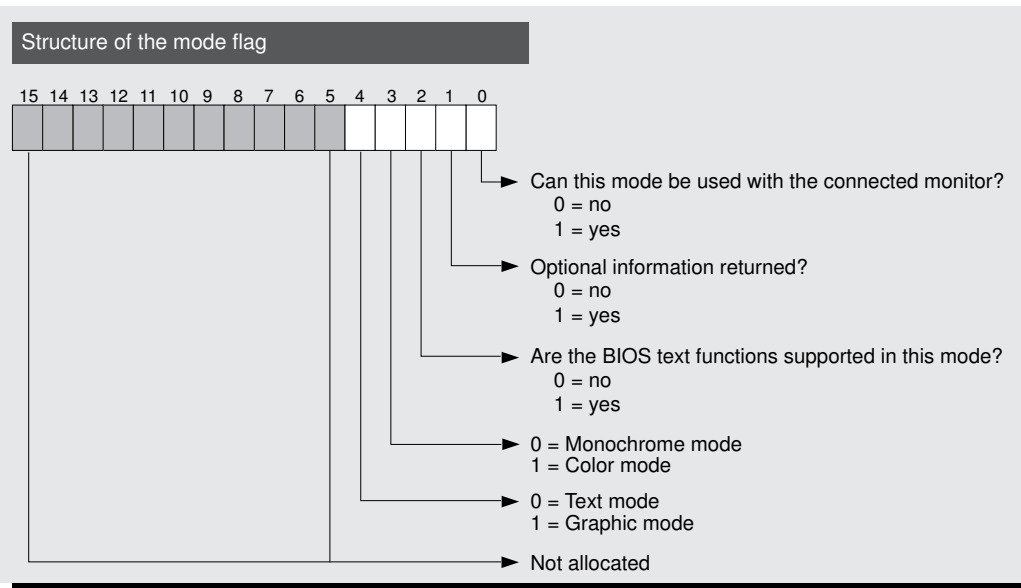 Structure of the mode flag
15 14 13 12 11 10 9 8 7 6 5 4 3 2 1 0
Can this mode be used with the connected monitor?
0 = no
1 = yes
Optional information returned?
0 = no
1 = yes
Are the BIOS text functions supported in this mode?
0 = no
1 = yes
0 = Monochrome mode
1 = Color mode
0 = Text mode
1 = Graphic mode
Not allocated